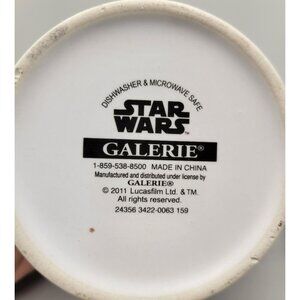 DISHWASHER & MICROWAVE SAFE
STAR
WARS
GALERIE®
1-859-538-8500 MADE IN CHINA
Manufactured and distributed under license by
GALERIE®
© 2011 Lucasfilm Ltd. & TM.
All rights reserved.
24356 3422-0063 159